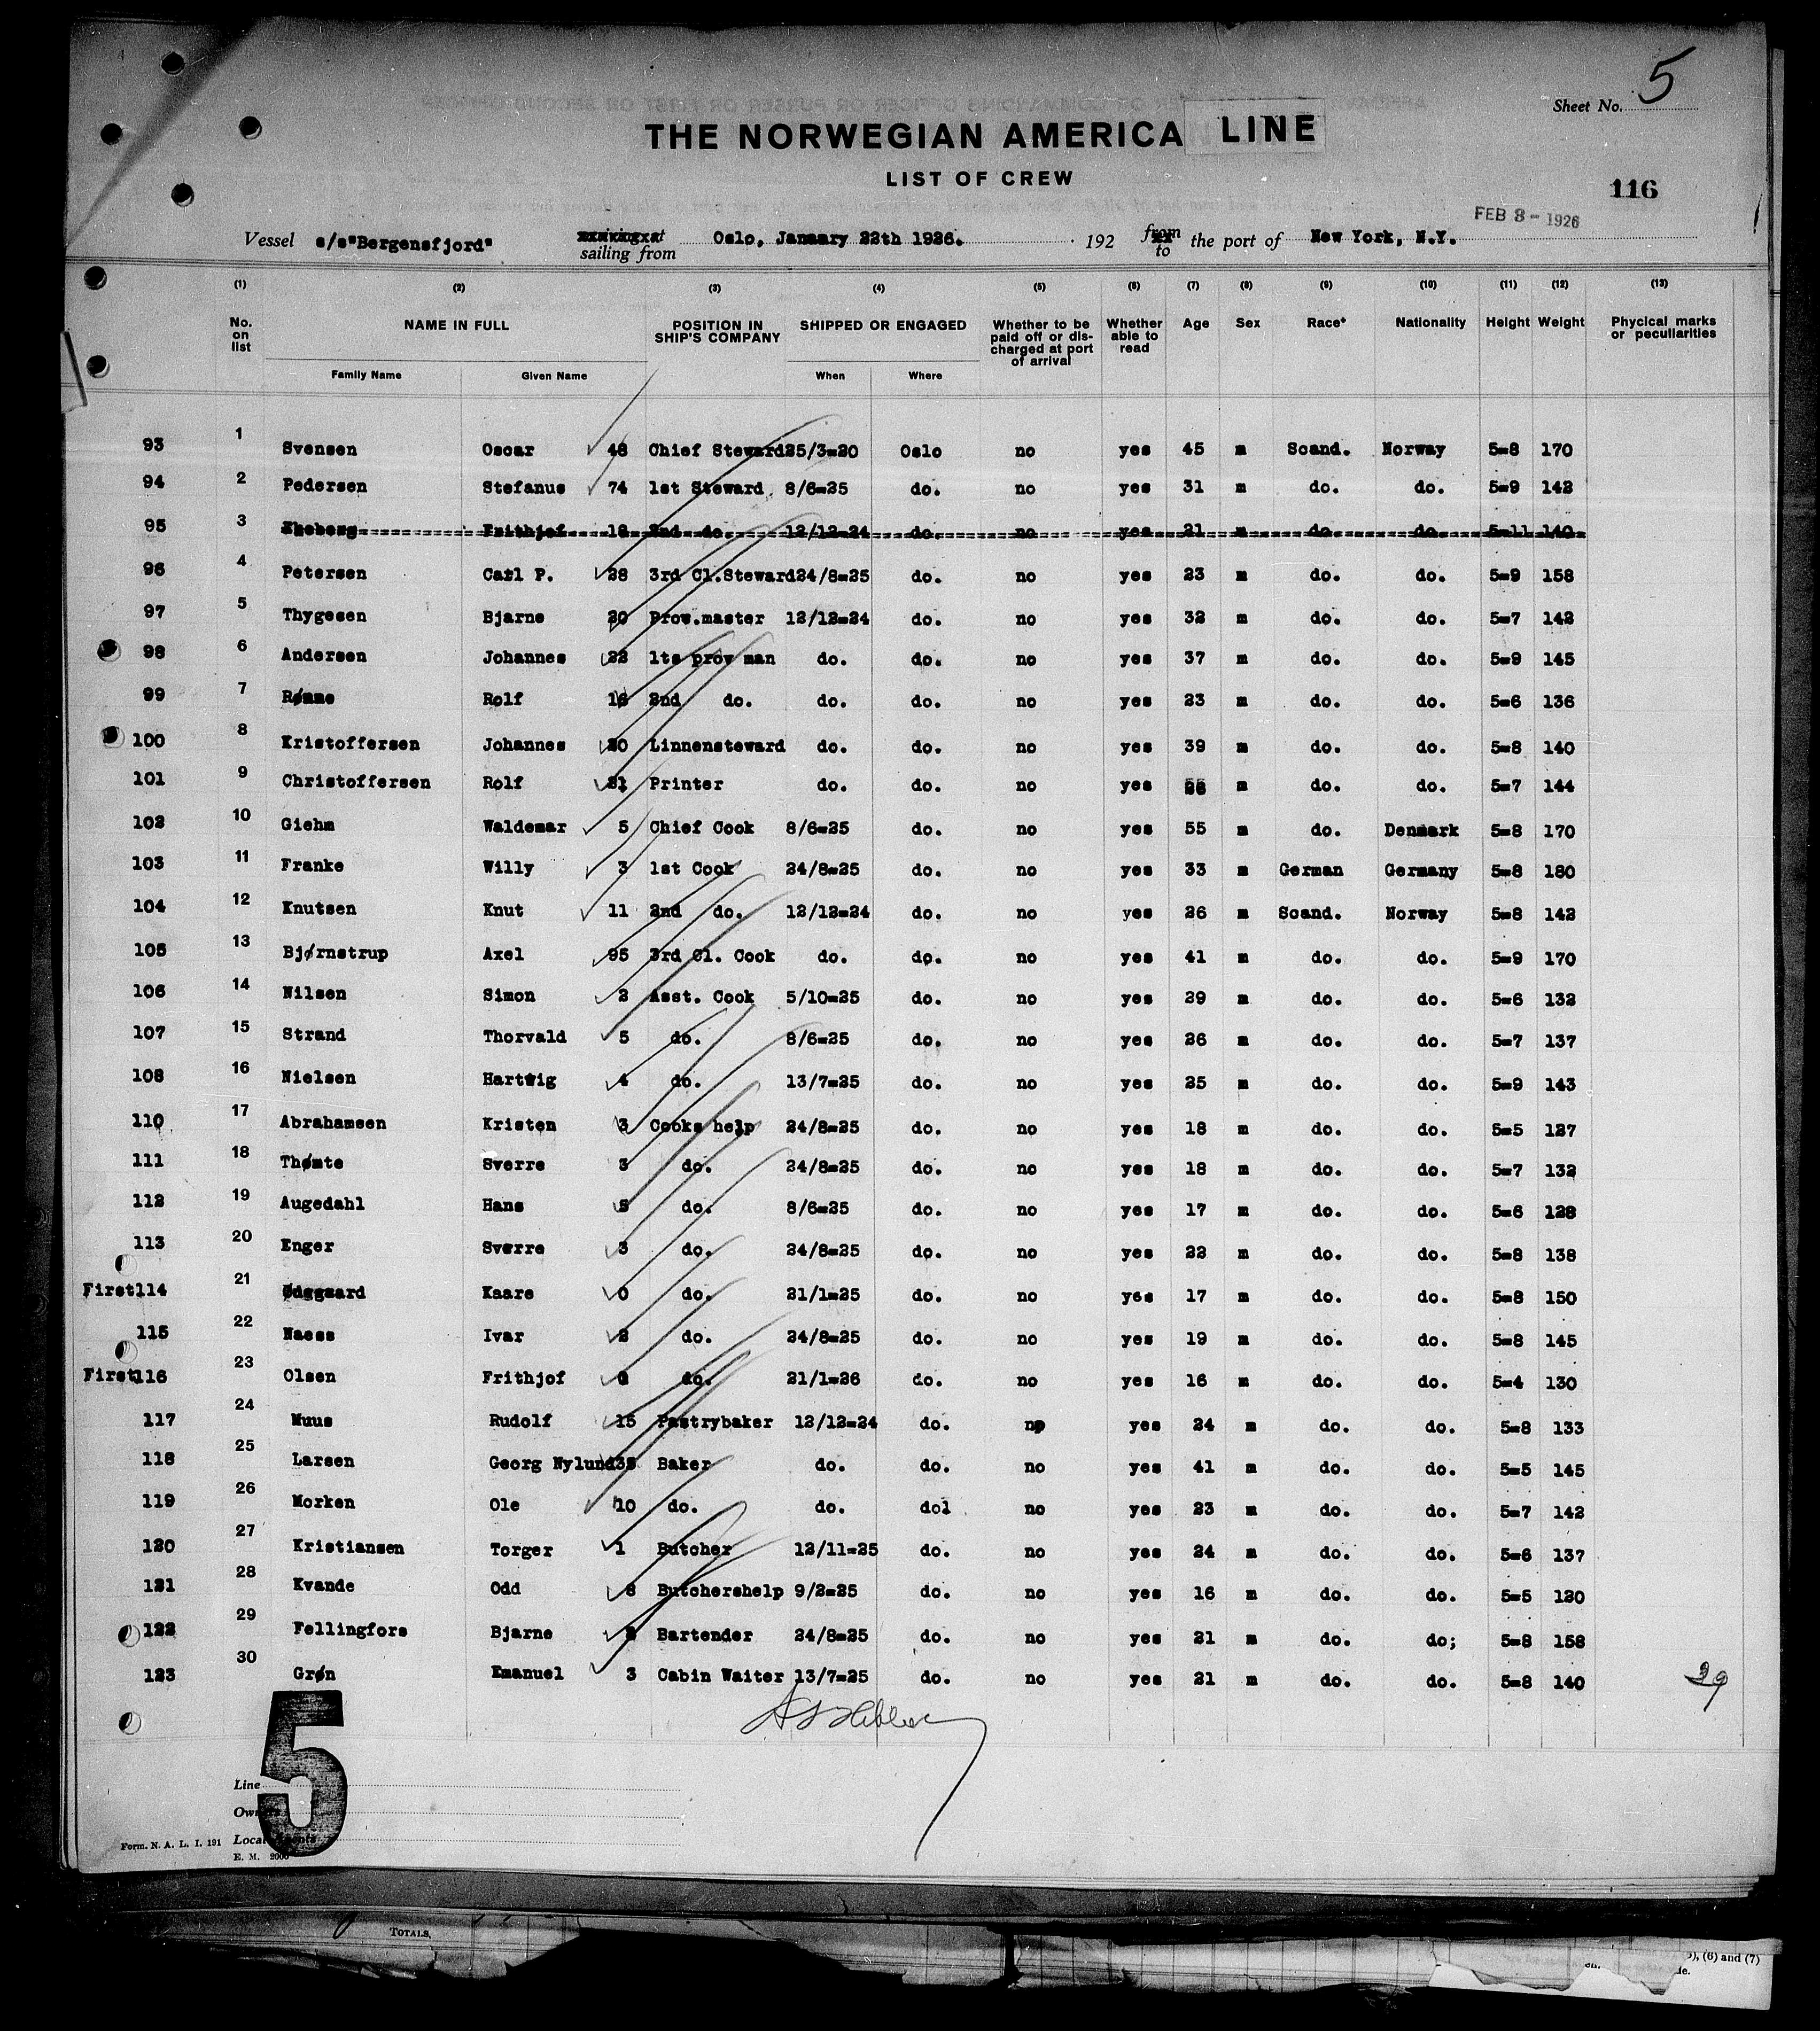 5
Sheet No.
THE NORWEGIAN AMERICA LINE
LIST OF CREW
116
FEB 3 - 1926
Vessel s/s"Bergensfjord" sailing from Oslo, January 22th 1926. 192 from to the port of New York, N.Y.
(1) (2) (3) (4) (5) (6) (7) (8) (9) (10) (11) (12) (13)
No. on list NAME IN FULL POSITION IN SHIP'S COMPANY SHIPPED OR ENGAGED Whether to be paid off or dis-charged at port of arrival Whether able to read Age Sex Race* Nationality Height Weight Phycical marks or peculiarities
Family Name Given Name When Where
93 1 Svensen Oscar 48 Chief Steward 25/3=20 Oslo no yes 45 m Scand. Norway 5=8 170
94 2 Pedersen Stefanus 74 1st Steward 8/6=25 do. no yes 31 m do. do. 5=9 142
95 3 Frithjof 18 2nd do. 12/12=24 do. no yes 21 m do. do. 5=11 140
96 4 Petersen Carl P. 28 3rd Cl.Steward 24/8=25 do. no yes 23 m do. do. 5=9 158
97 5 Thygesen Bjarne 20 Prov.master 12/12=24 do. no yes 32 m do. do. 5=7 142
98 6 Andersen Johannes 22 1ts prov man do. do. no yes 37 m do. do. 5=9 145
99 7 Rømme Rolf 16 2nd do. do. do. no yes 23 m do. do. 5=6 136
100 8 Kristoffersen Johannes 20 Linnensteward do. do. no yes 39 m do. do. 5=8 140
101 9 Christoffersen Rolf 21 Printer do. do. no yes m do. do. 5=7 144
102 10 Giehm Waldemar 5 Chief Cook 8/6=25 do. no yes 55 m do. Denmark 5=8 170
103 11 Franke Willy 3 1st Cook 24/8=25 do. no yes 33 m German Germany 5=8 180
104 12 Knutsen Knut 11 2nd do. 12/12=24 do. no yes 26 m Scand. Norway 5=8 142
105 13 Bjørnstrup Axel 95 3rd Cl. Cook do. do. no yes 41 m do. do. 5=9 170
106 14 Nilsen Simon 2 Asst. Cook 5/10=25 do. no yes 29 m do. do. 5=6 132
107 15 Strand Thorvald 5 do. 8/6=25 do. no yes 26 m do. do. 5=7 137
108 16 Nielsen Hartwig 4 do. 13/7=25 do. no yes 25 m do. do. 5=9 143
110 17 Abrahamsen Kristen 3 Cooks help 24/8=25 do. no yes 18 m do. do. 5=5 127
111 18 Thømte Sverre 3 do. 24/8=25 do. no yes 18 m do. do. 5=7 132
112 19 Augedahl Hans 5 do. 8/6=25 do. no yes 17 m do. do. 5=6 128
113 20 Enger Sverre 3 do. 24/8=25 do. no yes 22 m do. do. 5=8 138
First 114 21 Ødegaard Kaare 0 do. 21/1=25 do. no yes 17 m do. do. 5=8 150
115 22 Naess Ivar 2 do. 24/8=25 do. no yes 19 m do. do. 5=8 145
First 116 23 Olsen Frithjof 0 do. 21/1=26 do. no yes 16 m do. do. 5=4 130
117 24 Muus Rudolf 15 Pastrybaker 12/12=24 do. no yes 24 m do. do. 5=8 133
118 25 Larsen Georg Nylund 35 Baker do. do. no yes 41 m do. do. 5=5 145
119 26 Morken Ole 10 do. do. dol no yes 23 m do. do. 5=7 142
120 27 Kristiansen Torger 1 Butcher 12/11=25 do. no yes 24 m do. do. 5=6 137
121 28 Kvande Odd 8 Butchershelp 9/2=25 do. no yes 16 m do. do. 5=5 120
122 29 Fellingfors Bjarne Bartender 24/8=25 do. no yes 21 m do. do; 5=8 158
123 30 Grøn Emanuel 3 Cabin Waiter 13/7=25 do. no yes 21 m do. do. 5=8 140
39
5
Line
Owners
Local Agents
Form. N. A. L. I. 191
E. M. 2000
TOTALS.
(6) and (7)